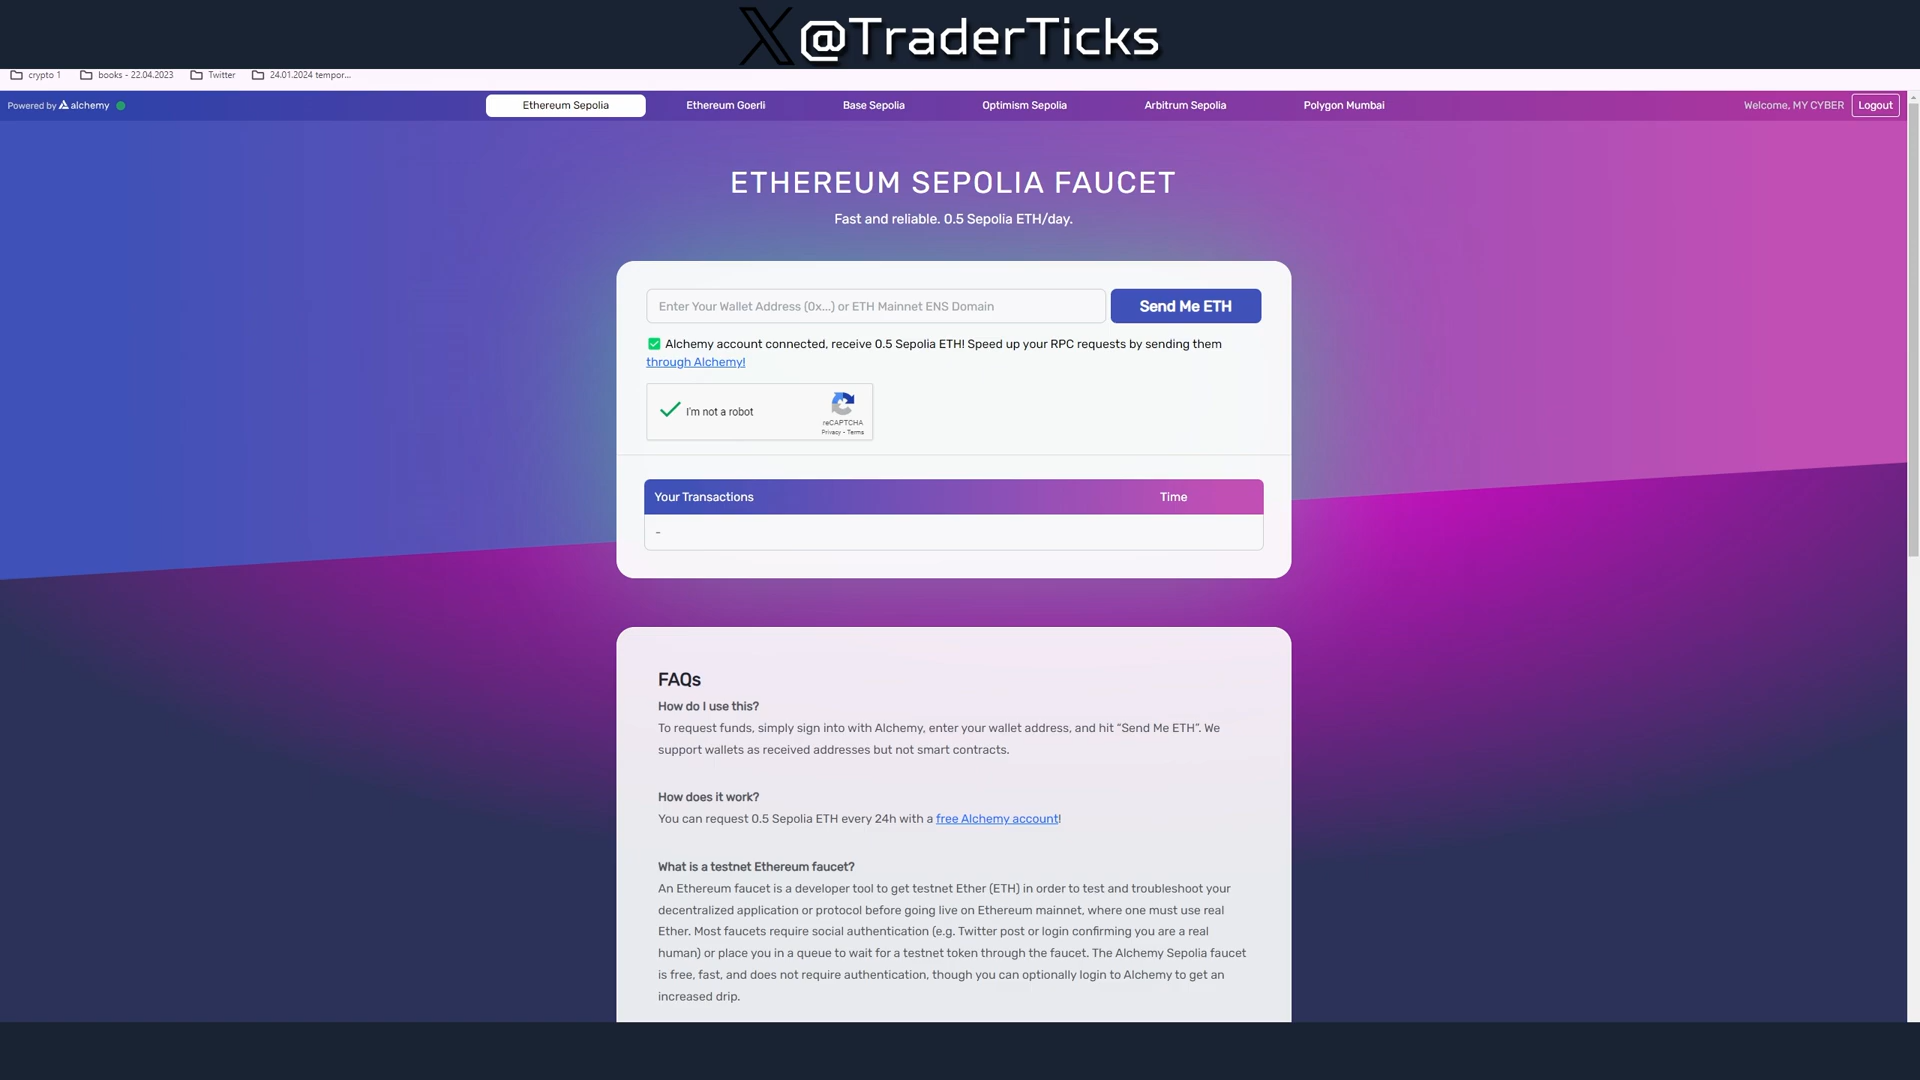 X@TraderTicks
crypto 1 books - 22.04.2023 Twitter 24.01.2024 tempor...
Powered by alchemy Ethereum Sepolia Ethereum Goerli Base Sepolia Optimism Sepolia Arbitrum Sepolia Polygon Mumbai Welcome, MY CYBER Logout
ETHEREUM SEPOLIA FAUCET
Fast and reliable. 0.5 Sepolia ETH/day.
Enter Your Wallet Address (0x...) or ETH Mainnet ENS Domain Send Me ETH
Alchemy account connected, receive 0.5 Sepolia ETH! Speed up your RPC requests by sending them
through Alchemy!
I'm not a robot
reCAPTCHA
Privacy - Terms
Your Transactions Time
-
FAQs
How do I use this?
To request funds, simply sign into with Alchemy, enter your wallet address, and hit “Send Me ETH”. We
support wallets as received addresses but not smart contracts.
How does it work?
You can request 0.5 Sepolia ETH every 24h with a free Alchemy account!
What is a testnet Ethereum faucet?
An Ethereum faucet is a developer tool to get testnet Ether (ETH) in order to test and troubleshoot your
decentralized application or protocol before going live on Ethereum mainnet, where one must use real
Ether. Most faucets require social authentication (e.g. Twitter post or login confirming you are a real
human) or place you in a queue to wait for a testnet token through the faucet. The Alchemy Sepolia faucet
is free, fast, and does not require authentication, though you can optionally login to Alchemy to get an
increased drip.